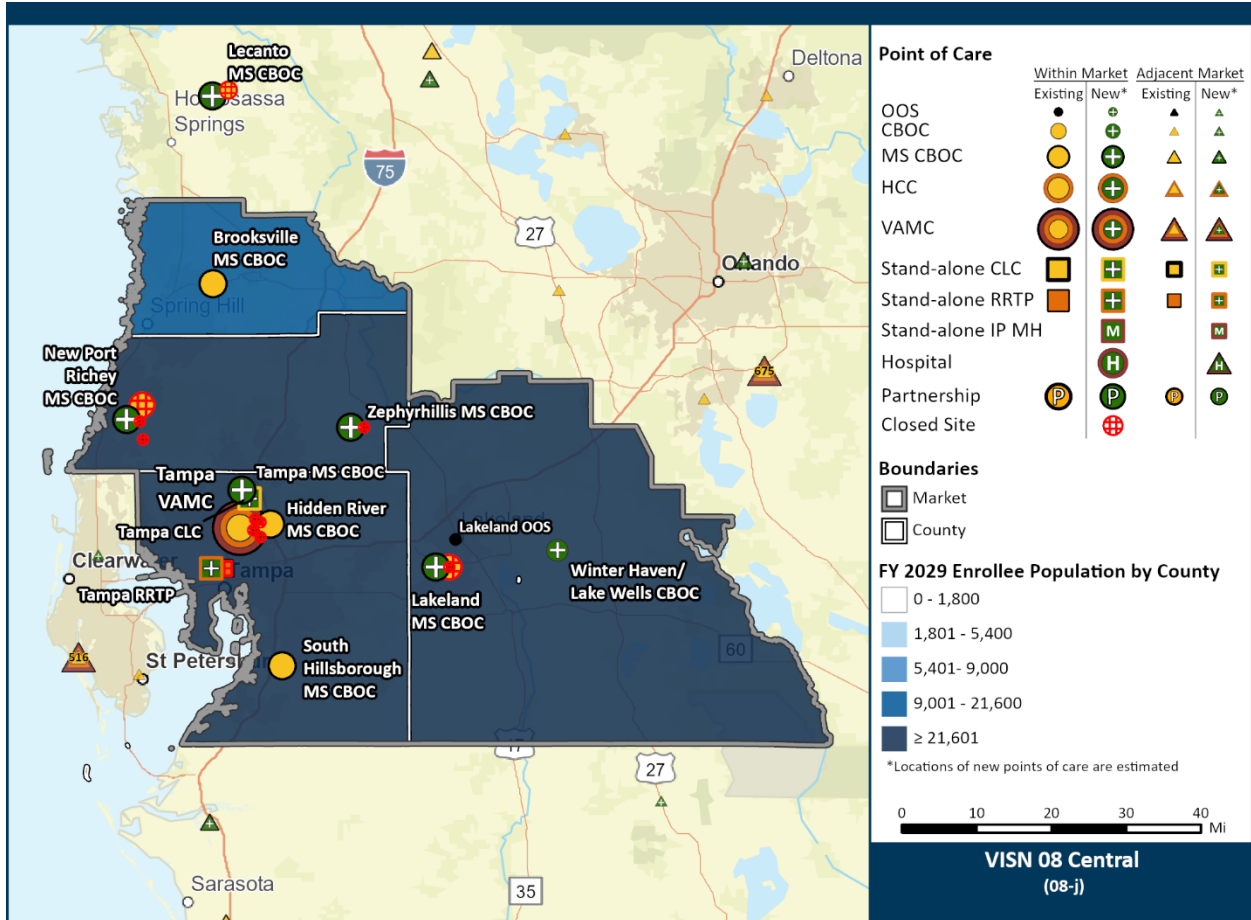 Lecanto
MS CBOC
Homosassa
Springs
Deltona
75
27
Orlando
Brooksville
MS CBOC
Spring Hill
675
New Port
Richey
MS CBOC
Zephyrhillis MS CBOC
Tampa
VAMC
Tampa MS CBOC
Tampa CLC
Hidden River
MS CBOC
Lakeland
Lakeland OOS
Clearwater
Tampa
Tampa RRTP
Lakeland
MS CBOC
Winter Haven/
Lake Wells CBOC
516
St Petersburg
South
Hillsborough
MS CBOC
60
17
27
35
Sarasota
Point of Care
Within Market Adjacent Market
Existing New* Existing New*
OOS
CBOC
MS CBOC
HCC
VAMC
Stand-alone CLC
Stand-alone RRTP
Stand-alone IP MH
M M
Hospital
H H
Partnership
P P P P
Closed Site
Boundaries
Market
County
FY 2029 Enrollee Population by County
0 - 1,800
1,801 - 5,400
5,401- 9,000
9,001 - 21,600
≥ 21,601
*Locations of new points of care are estimated
0 10 20 30 40
Mi
VISN 08 Central
(08-j)